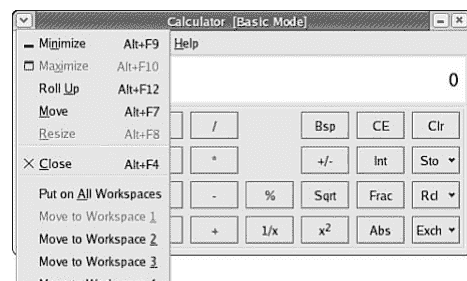 Calculator [Basic Mode]
Minimize Alt+F9
Maximize Alt+F10
Roll Up Alt+F12
Move Alt+F7
Resize Alt+F8
Close Alt+F4
Put on All Workspaces
Move to Workspace 1
Move to Workspace 2
Move to Workspace 3
Help
0
/ Bsp CE Clr
* +/- Int Sto
- % Sqrt Frac Rcl
+ 1/x x² Abs Exch